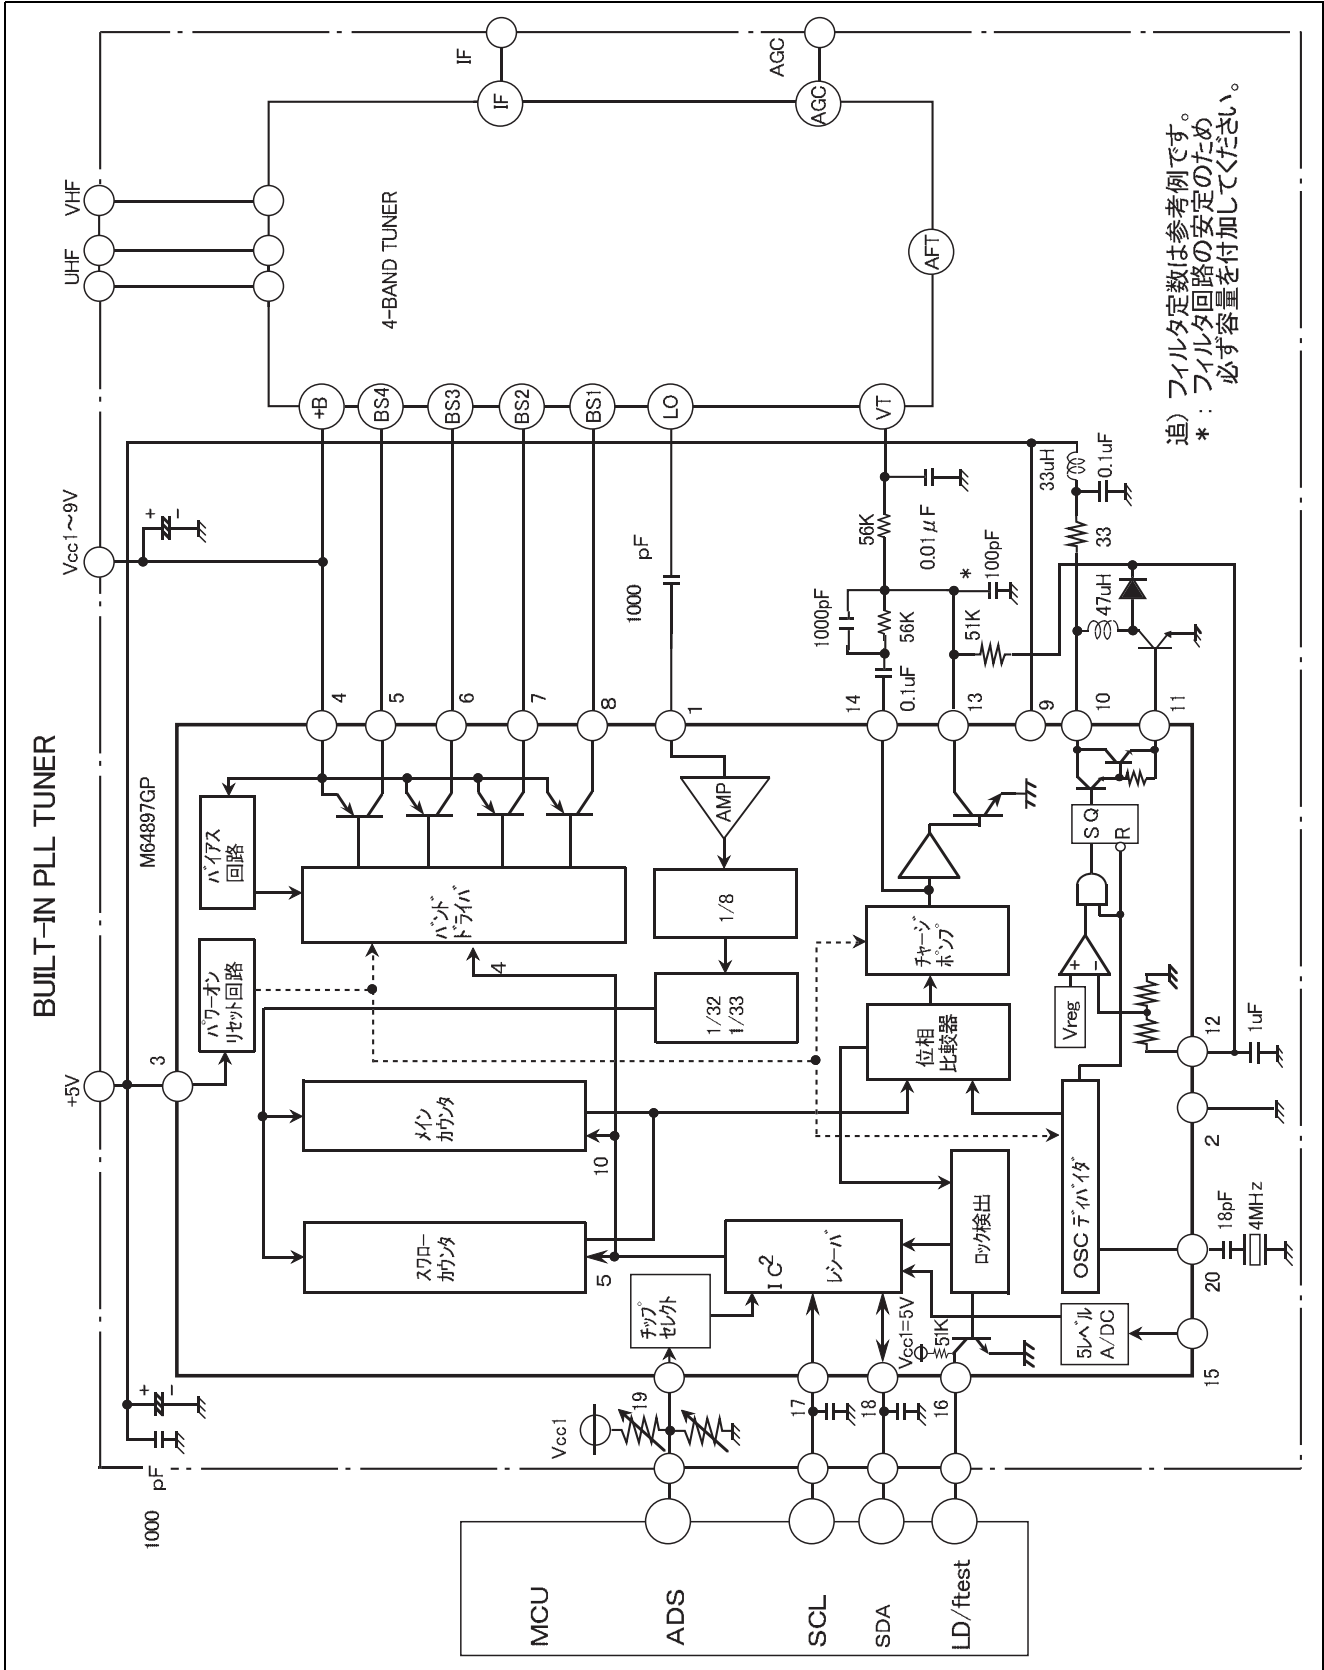 BUILT-IN PLL TUNER
+5V
Vcc1～9V
UHF
VHF
1000
pF
+
-
+
-
3
M64897GP
パワーオン
リセット回路
バイアス
回路
4-BAND TUNER
IF
IF
AGC
AGC
+B
BS4
BS3
BS2
BS1
LO
VT
AFT
4
5
6
7
8
1
14
13
9
10
11
バンド
ドライバ
4
メイン
カウンタ
10
スワロー
カウンタ
5
AMP
1/8
1/32
1/33
1000
pF
1000pF
56K
56K
0.1uF
0.01μF
*
100pF
51K
33uH
0.1uF
33
47uH
チャージ
ポンプ
位相
比較器
ロック検出
S Q
R
+
-
Vreg
12
1uF
2
OSC ディバイダ
18pF
4MHz
20
5レベル
A/DC
15
I²C
レシーバ
チップ
セレクト
Vcc1=5V
51K
Vcc1
19
17
18
16
MCU
ADS
SCL
SDA
LD/ftest
追） フィルタ定数は参考例です。
*： フィルタ回路の安定のため
必ず容量を付加してください。